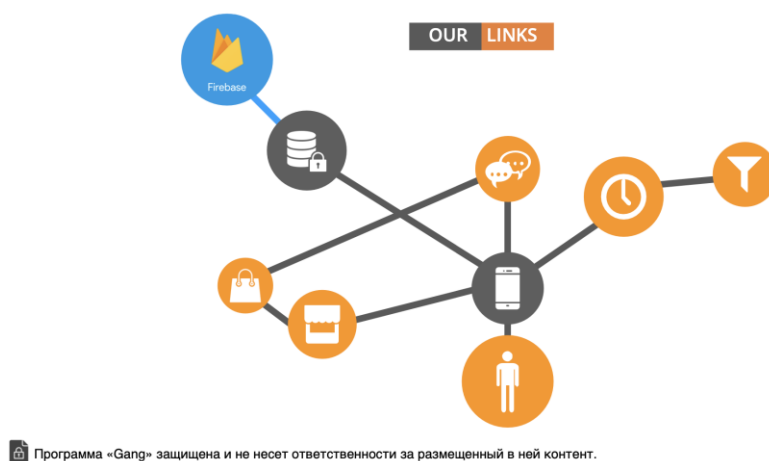 OUR LINKS
Firebase
Программа «Gang» защищена и не несет ответственности за размещенный в ней контент.